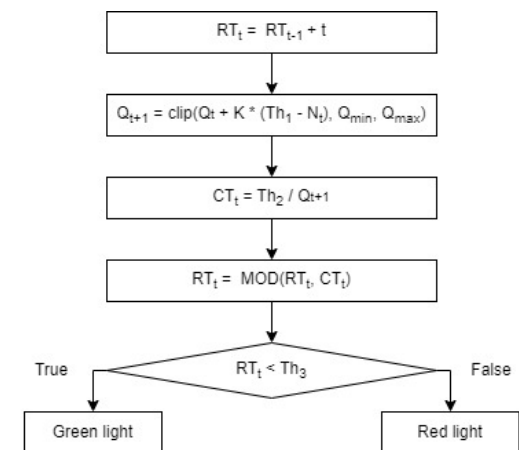 RTₜ = RTₜ₋₁ + t
Qₜ₊₁ = clip(Qt + K * (Th₁ - Nₜ), Qₘᵢₙ, Qₘₐₓ)
CTₜ = Th₂ / Qt+1
RTₜ = MOD(RTₜ, CTₜ)
True
RTₜ < Th₃
False
Green light
Red light